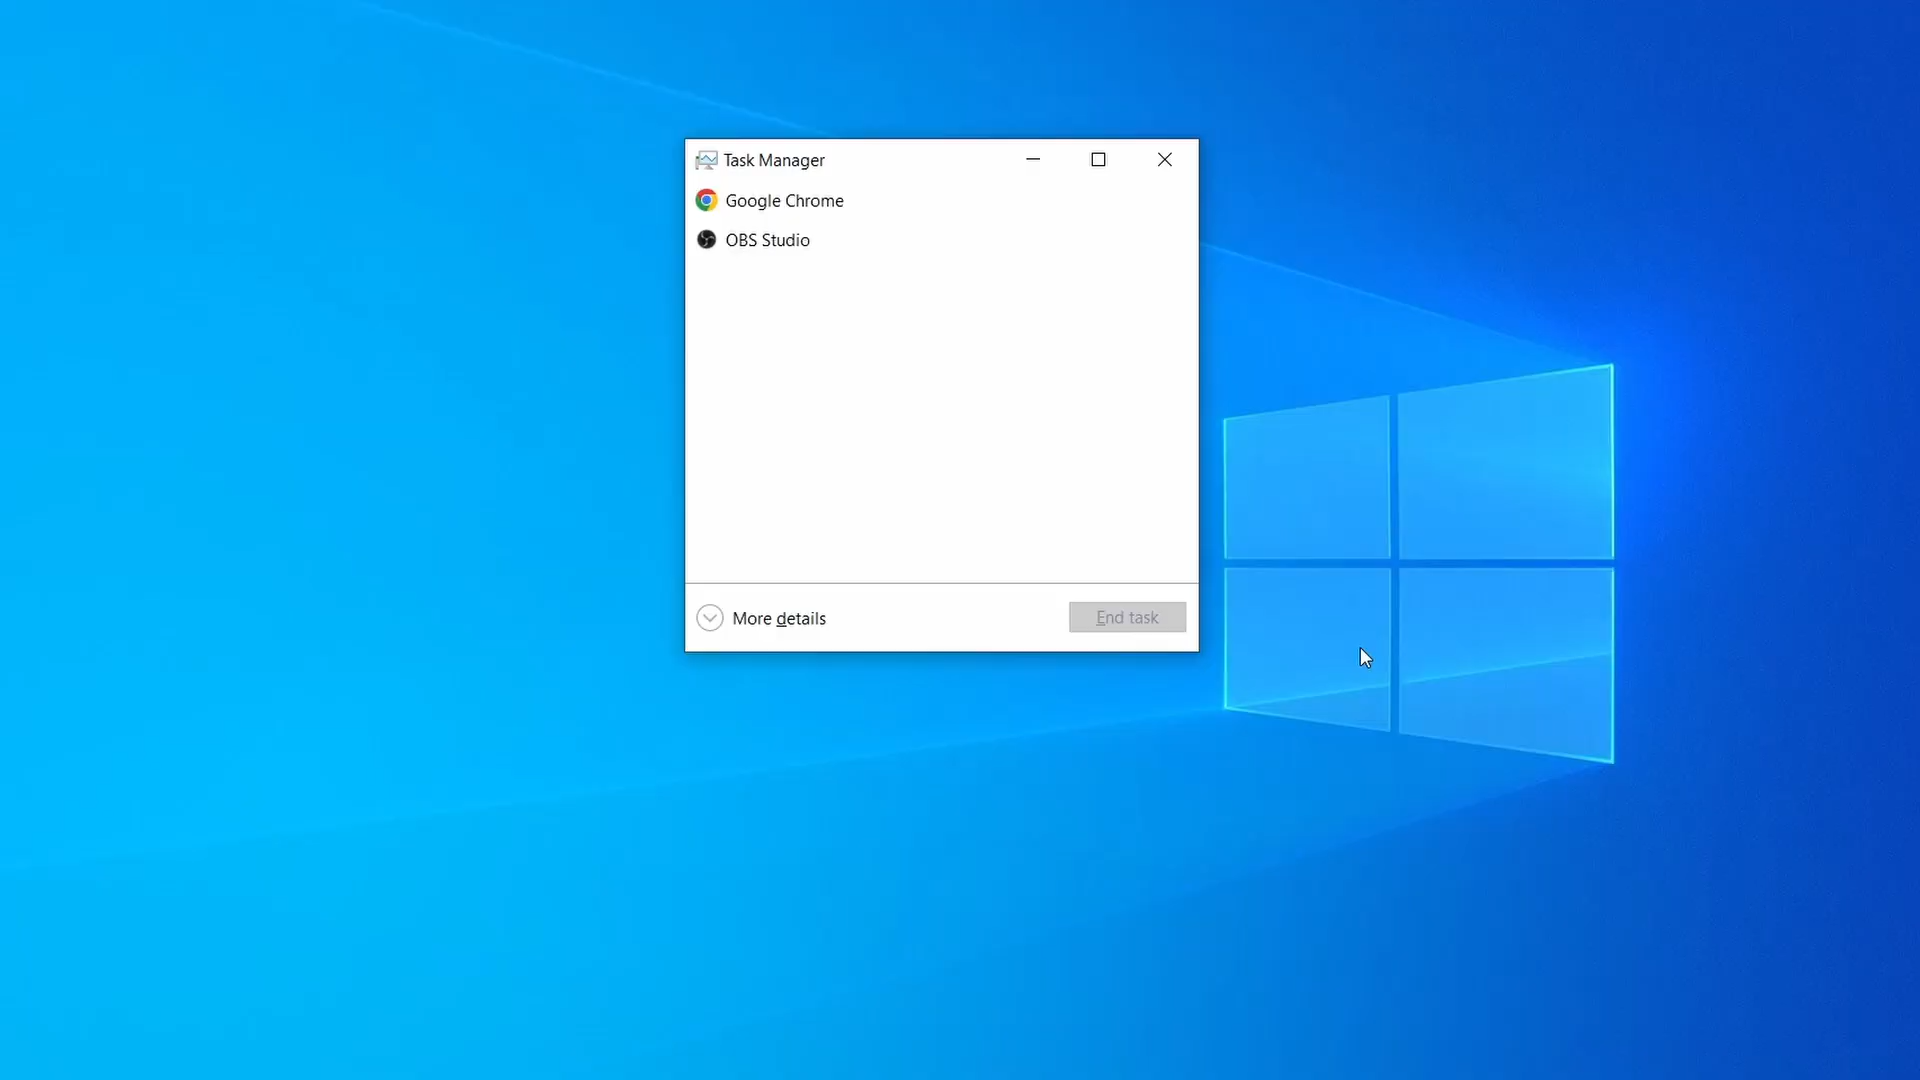 Task Manager
Google Chrome
OBS Studio
More details
End task